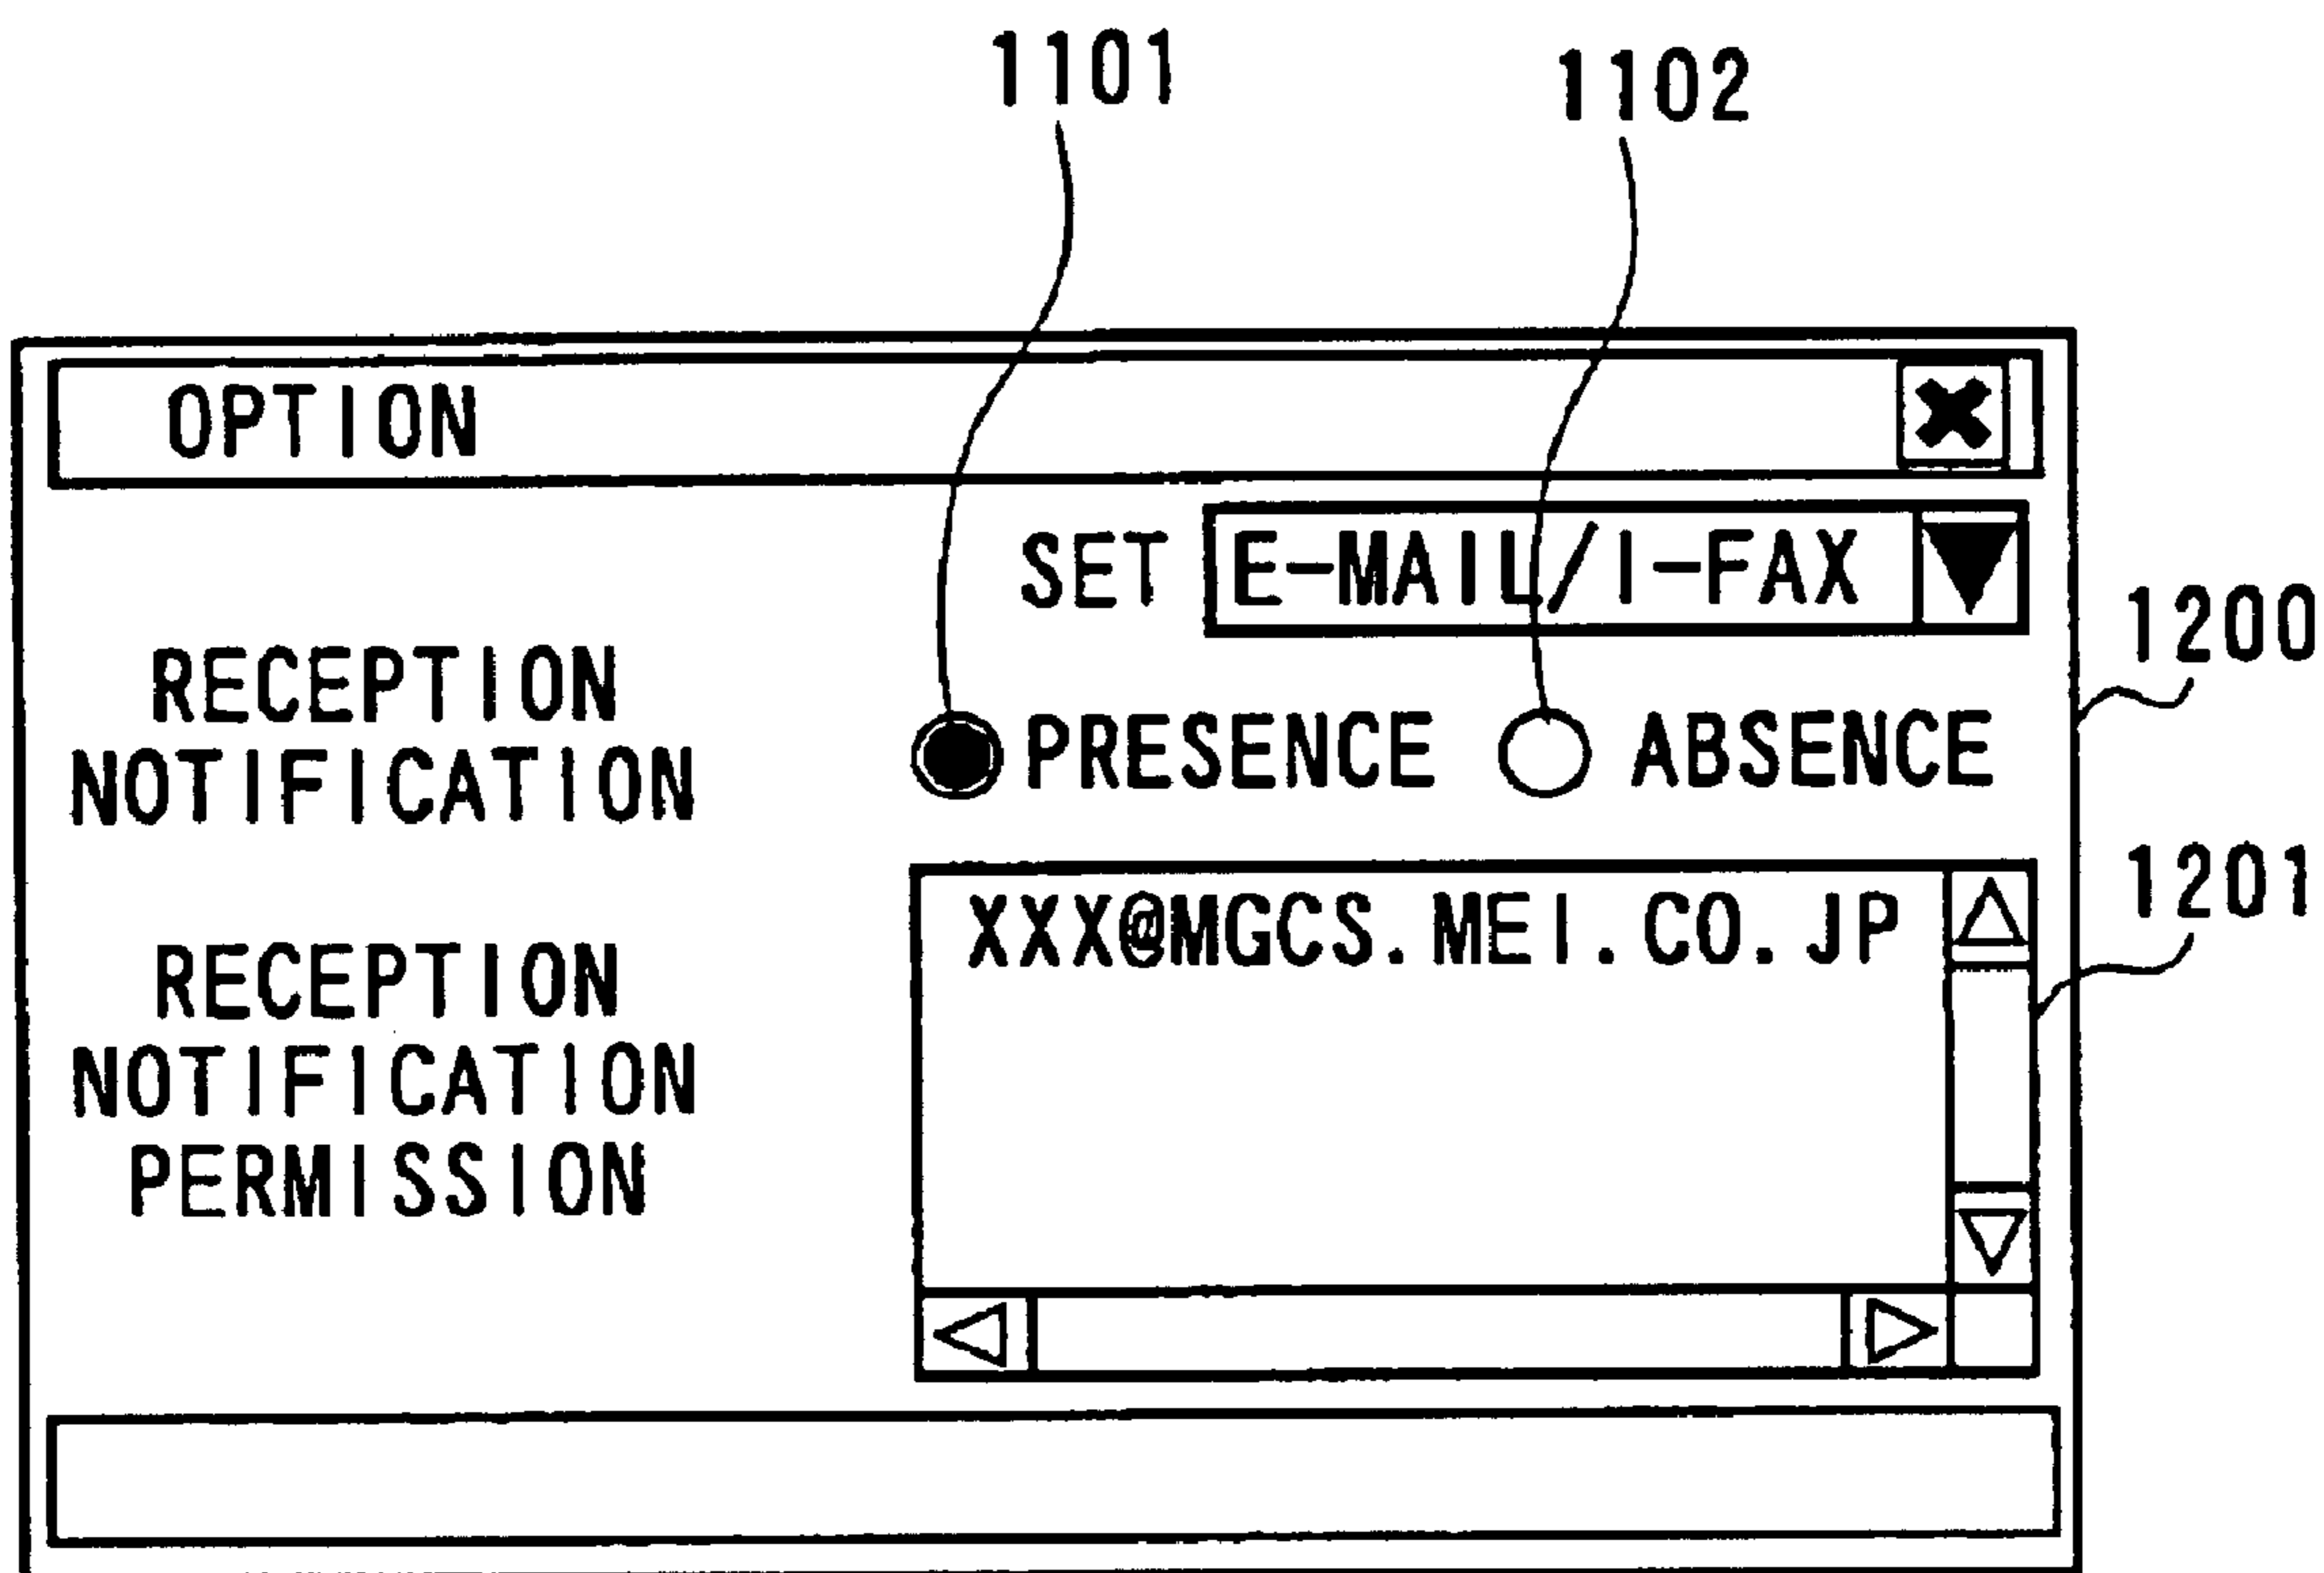 1101
1102
OPTION
SET E-MAIL/I-FAX
1200
RECEPTION
NOTIFICATION
PRESENCE ABSENCE
1201
XXX@MGCS.MEI.CO.JP
RECEPTION
NOTIFICATION
PERMISSION